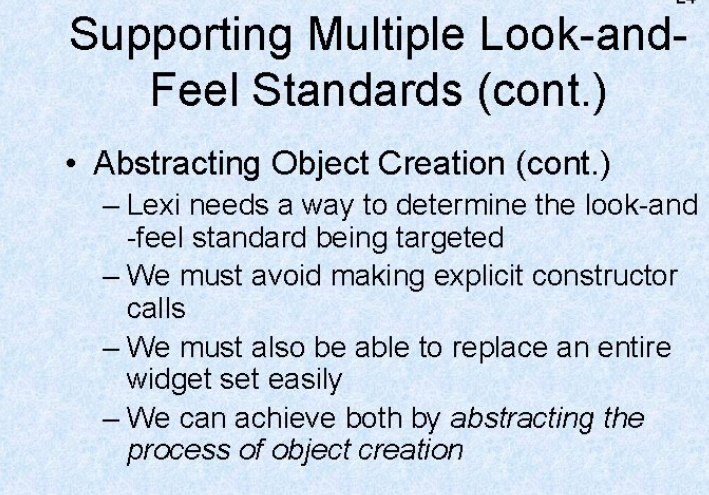 Supporting Multiple Look-and-
Feel Standards (cont.)
• Abstracting Object Creation (cont.)
– Lexi needs a way to determine the look-and
-feel standard being targeted
– We must avoid making explicit constructor
calls
– We must also be able to replace an entire
widget set easily
– We can achieve both by abstracting the
process of object creation